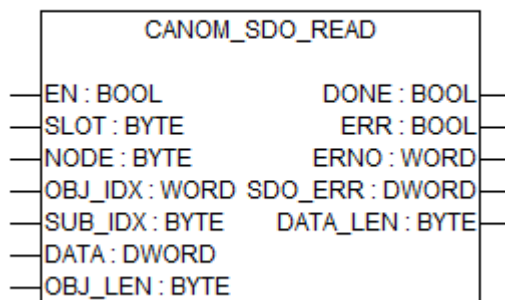 CANOM_SDO_READ
EN : BOOL DONE : BOOL
SLOT : BYTE ERR : BOOL
NODE : BYTE ERNO : WORD
OBJ_IDX : WORD SDO_ERR : DWORD
SUB_IDX : BYTE DATA_LEN : BYTE
DATA : DWORD
OBJ_LEN : BYTE